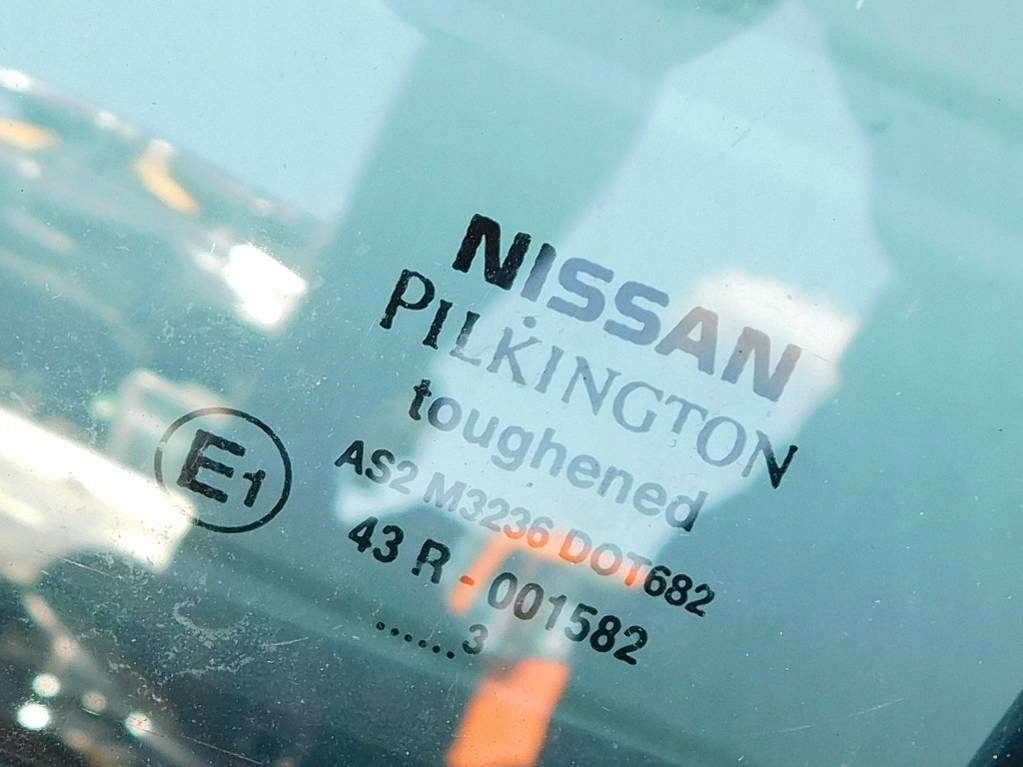 NISSAN
PILKINGTON
toughened
E1
AS2 M3236 DOT682
43 R - 001582
......3